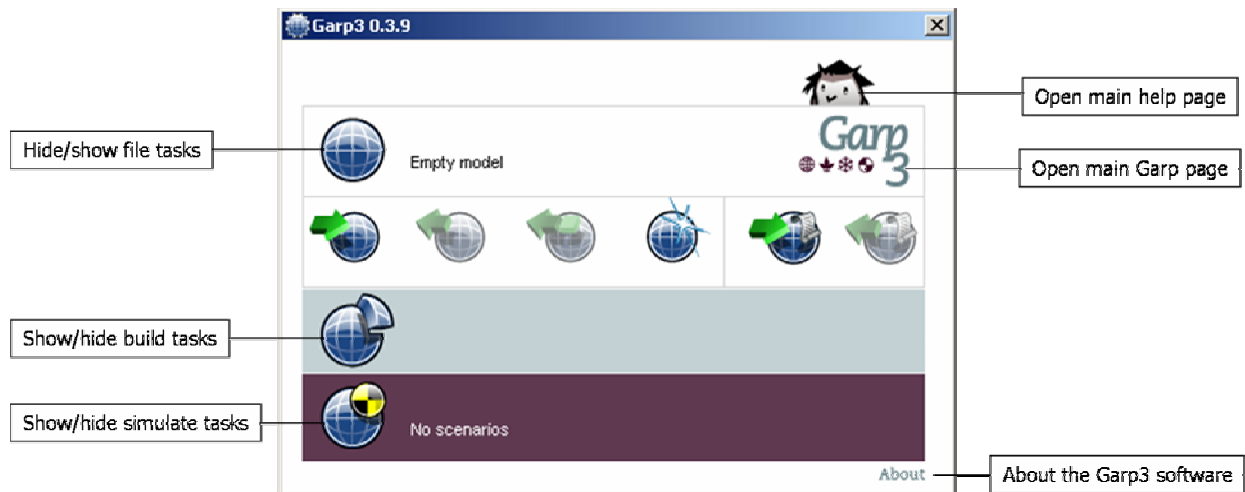 Garp3 0.3.9
Open main help page
Hide/show file tasks
Empty model
Garp
3
Open main Garp page
Show/hide build tasks
Show/hide simulate tasks
No scenarios
About
About the Garp3 software